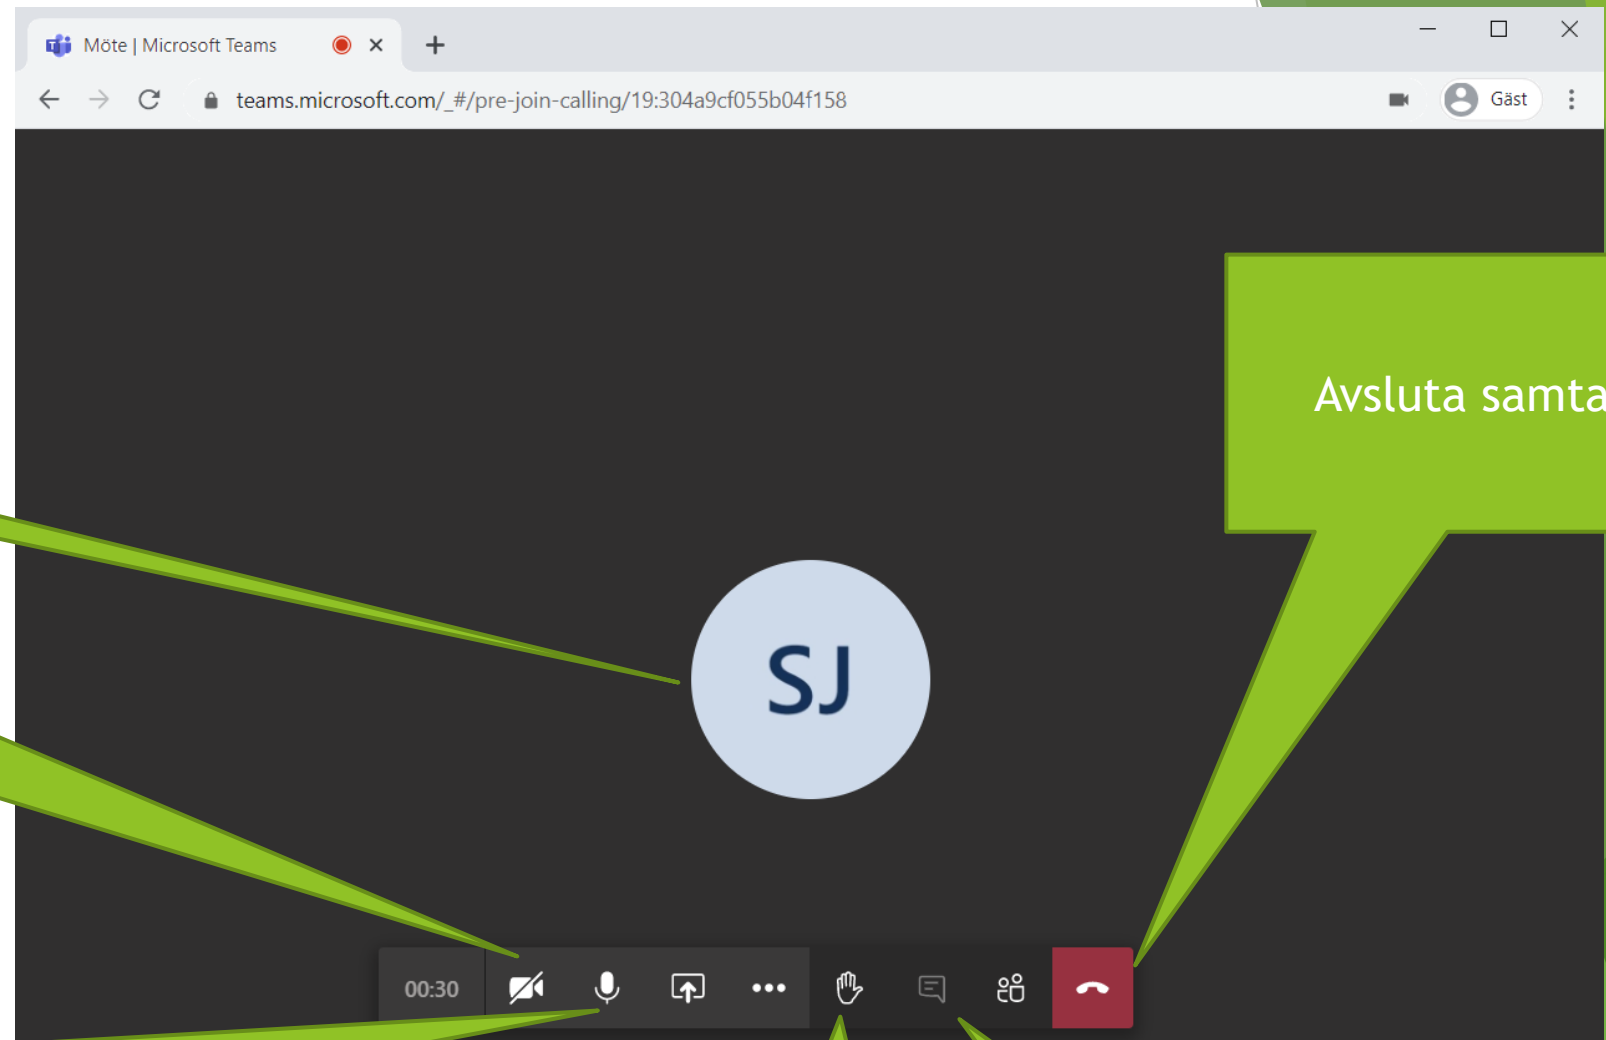 Möte | Microsoft Teams
teams.microsoft.com/_#/pre-join-calling/19:304a9cf055b04f158
Gäst
Avsluta samta
SJ
00:30